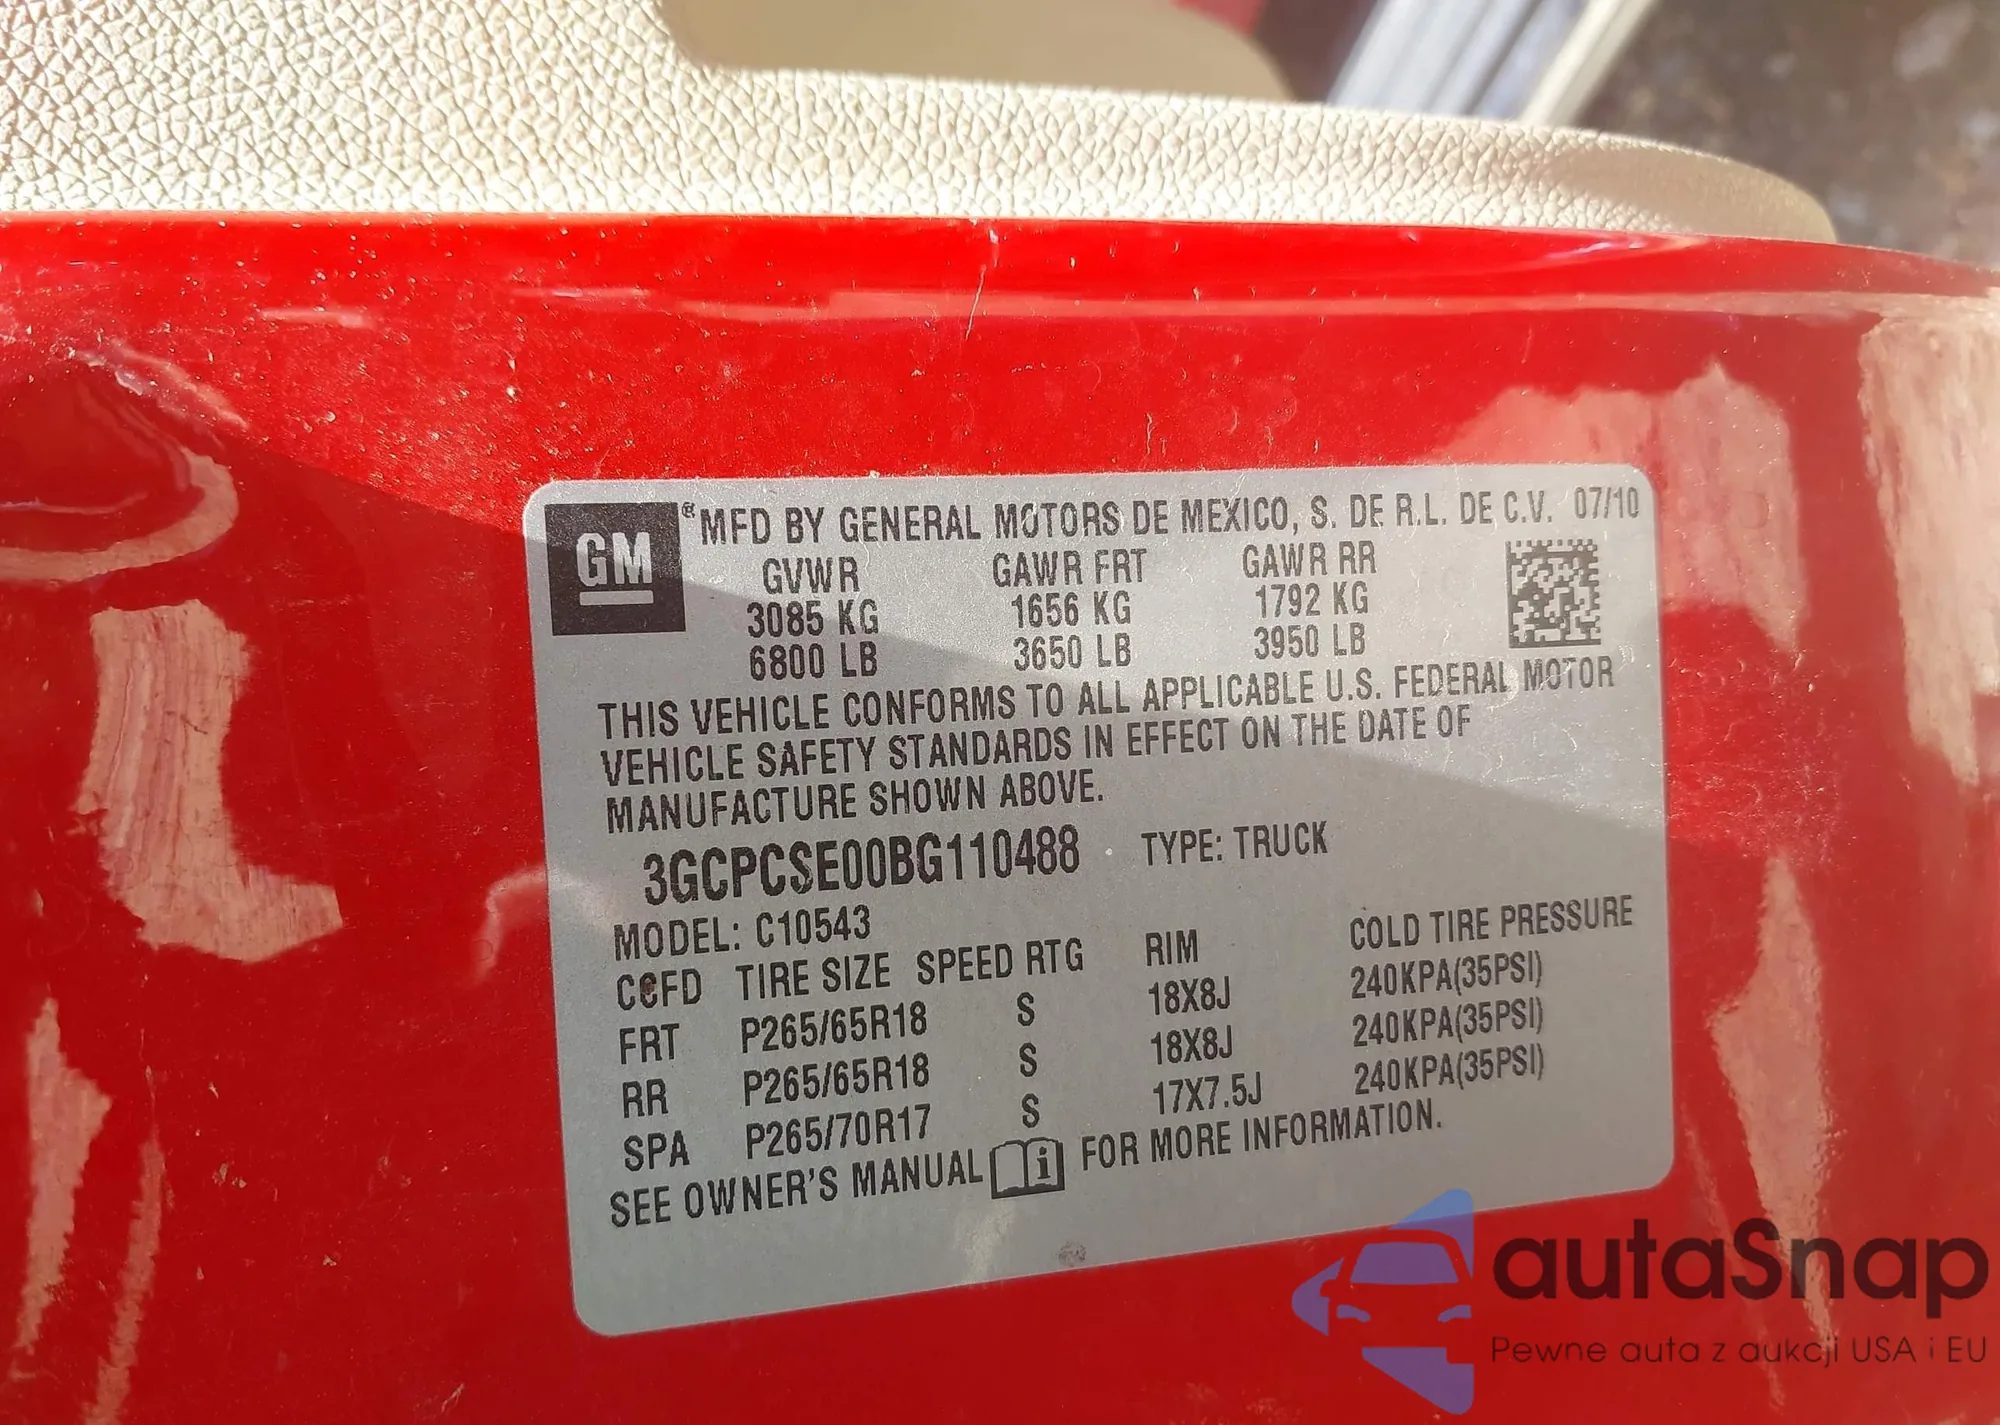 GM ® MFD BY GENERAL MOTORS DE MEXICO, S. DE R.L. DE C.V. 07/10
GVWR GAWR FRT GAWR RR
3085 KG 1656 KG 1792 KG
6800 LB 3650 LB 3950 LB
THIS VEHICLE CONFORMS TO ALL APPLICABLE U.S. FEDERAL MOTOR
VEHICLE SAFETY STANDARDS IN EFFECT ON THE DATE OF
MANUFACTURE SHOWN ABOVE.
3GCPCSE00BG110488 TYPE: TRUCK
MODEL: C10543
CCFD TIRE SIZE SPEED RTG RIM COLD TIRE PRESSURE
FRT P265/65R18 S 18X8J 240KPA(35PSI)
RR P265/65R18 S 18X8J 240KPA(35PSI)
SPA P265/70R17 S 17X7.5J 240KPA(35PSI)
SEE OWNER'S MANUAL i FOR MORE INFORMATION.
autaSnap
Pewne auta z aukcji USA i EU